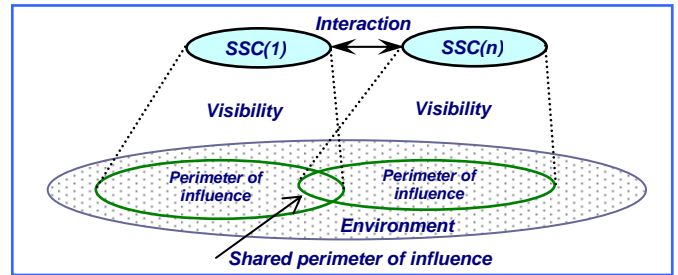 Interaction
SSC(1)
SSC(n)
Visibility
Visibility
Perimeter of
influence
Perimeter of
influence
Environment
Shared perimeter of influence